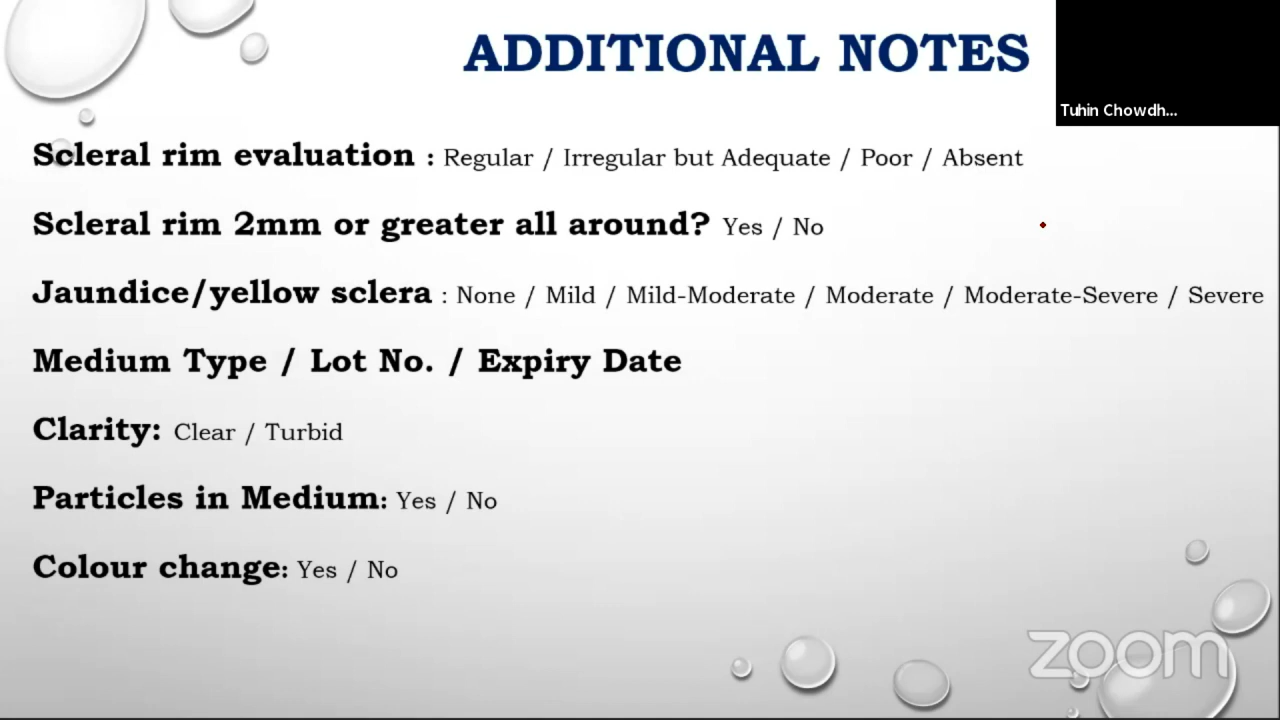 ADDITIONAL NOTES
Tuhin Chowdh...
Scleral rim evaluation : Regular / Irregular but Adequate / Poor / Absent
Scleral rim 2mm or greater all around? Yes / No
Jaundice/yellow sclera : None / Mild / Mild-Moderate / Moderate / Moderate-Severe / Severe
Medium Type / Lot No. / Expiry Date
Clarity: Clear / Turbid
Particles in Medium: Yes / No
Colour change: Yes / No
zoom